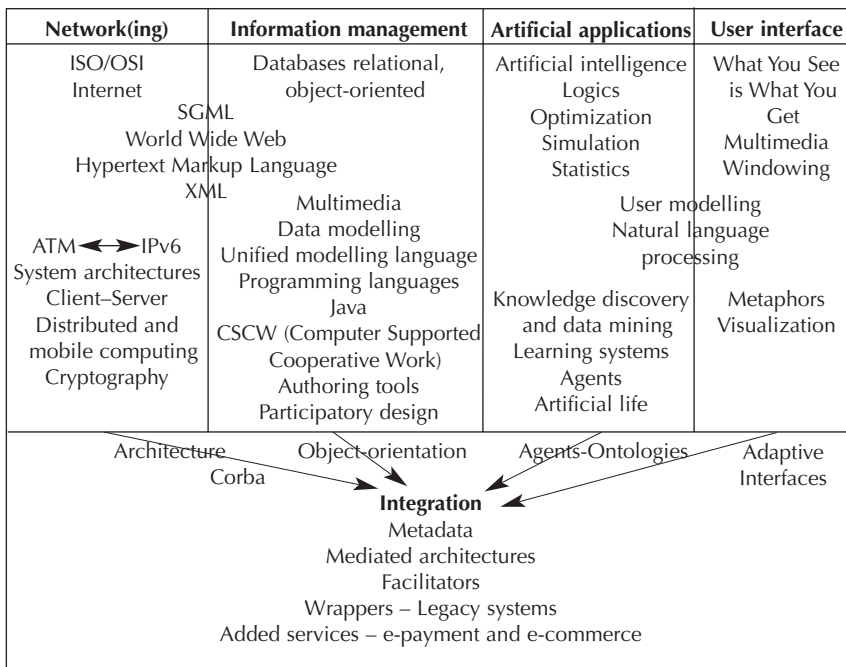 Network(ing)
Information management
Artificial applications
User interface
ISO/OSI
Internet
SGML
World Wide Web
Hypertext Markup Language
XML
ATM IPv6
System architectures
Client–Server
Distributed and
mobile computing
Cryptography
Databases relational,
object-oriented
Multimedia
Data modelling
Unified modelling language
Programming languages
Java
CSCW (Computer Supported
Cooperative Work)
Authoring tools
Participatory design
Artificial intelligence
Logics
Optimization
Simulation
Statistics
User modelling
Natural language
processing
Knowledge discovery
and data mining
Learning systems
Agents
Artificial life
What You See
is What You
Get
Multimedia
Windowing
Metaphors
Visualization
Architecture
Corba
Object-orientation
Agents-Ontologies
Adaptive
Interfaces
Integration
Metadata
Mediated architectures
Facilitators
Wrappers – Legacy systems
Added services – e-payment and e-commerce